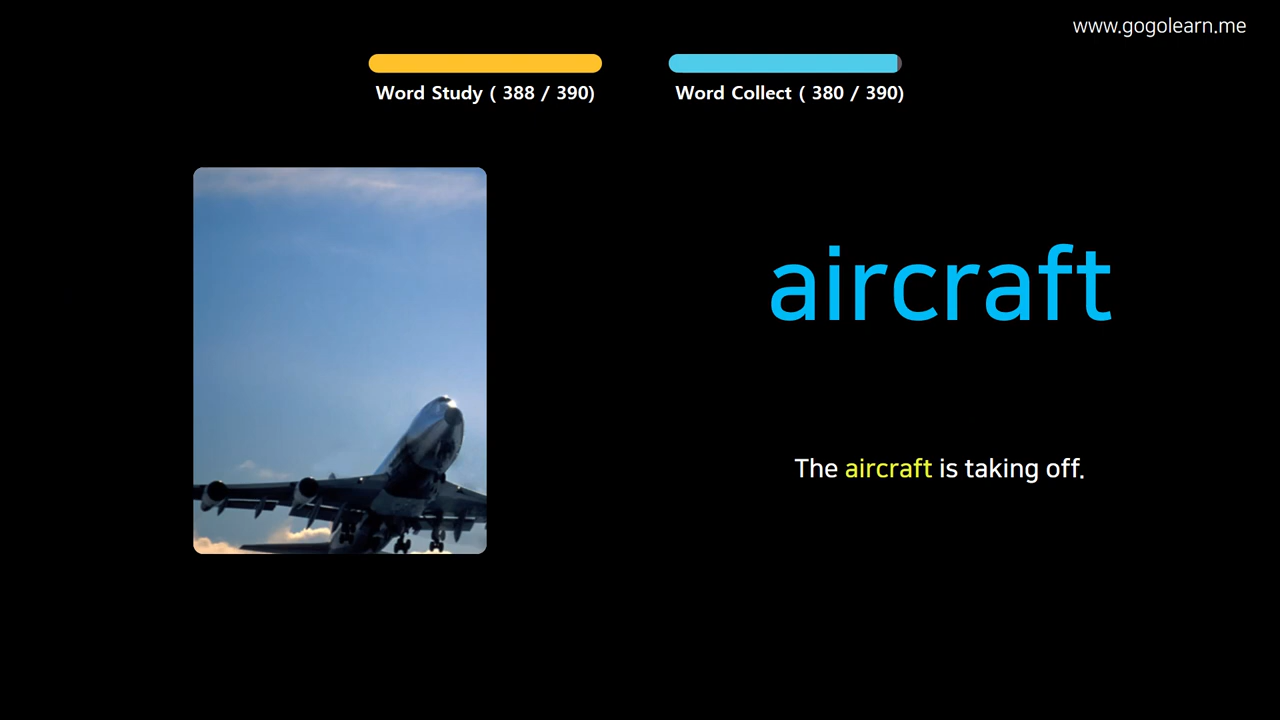 www.gogolearn.me
Word Study ( 388 / 390)
Word Collect ( 380 / 390)
aircraft
The aircraft is taking off.